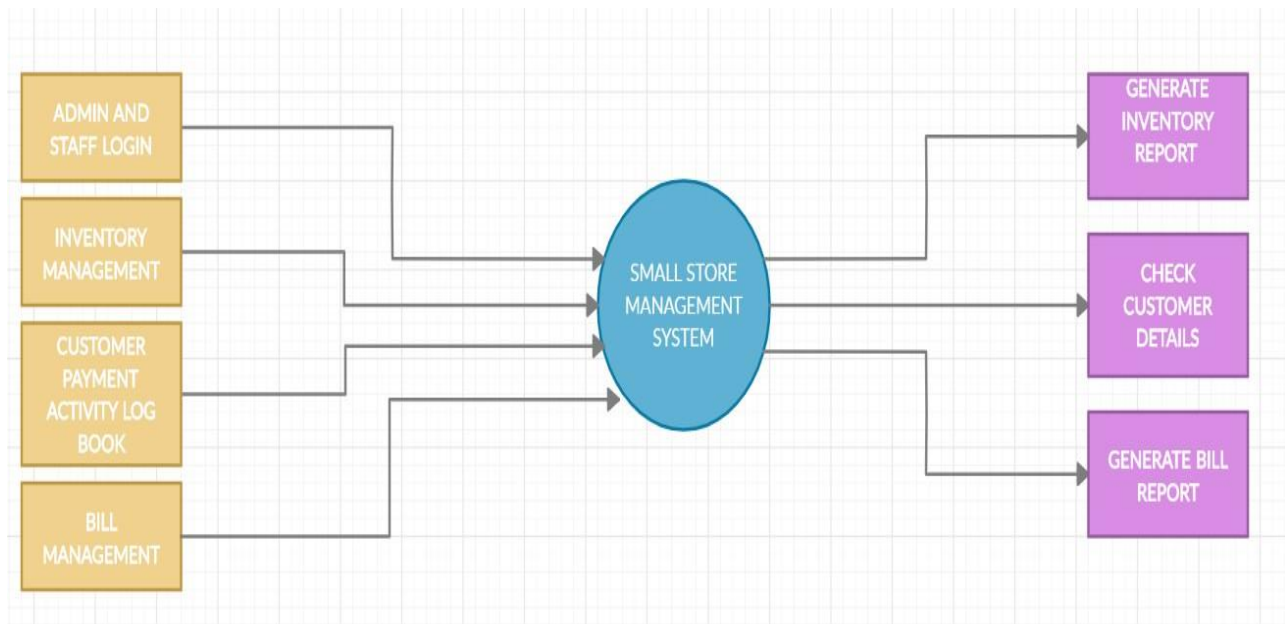 ADMIN AND
STAFF LOGIN
INVENTORY
MANAGEMENT
CUSTOMER
PAYMENT
ACTIVITY LOG
BOOK
BILL
MANAGEMENT
SMALL STORE
MANAGEMENT
SYSTEM
GENERATE
INVENTORY
REPORT
CHECK
CUSTOMER
DETAILS
GENERATE BILL
REPORT